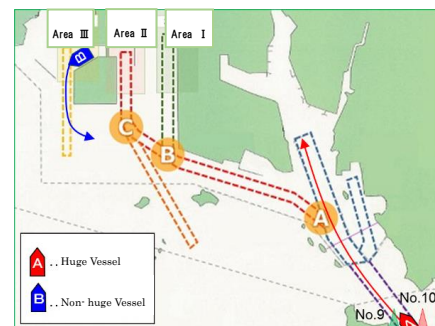 Area Ⅲ Area Ⅱ Area Ⅰ
B
C
B
A
A .. Huge Vessel
B .. Non- huge Vessel
No.10
No.9
A